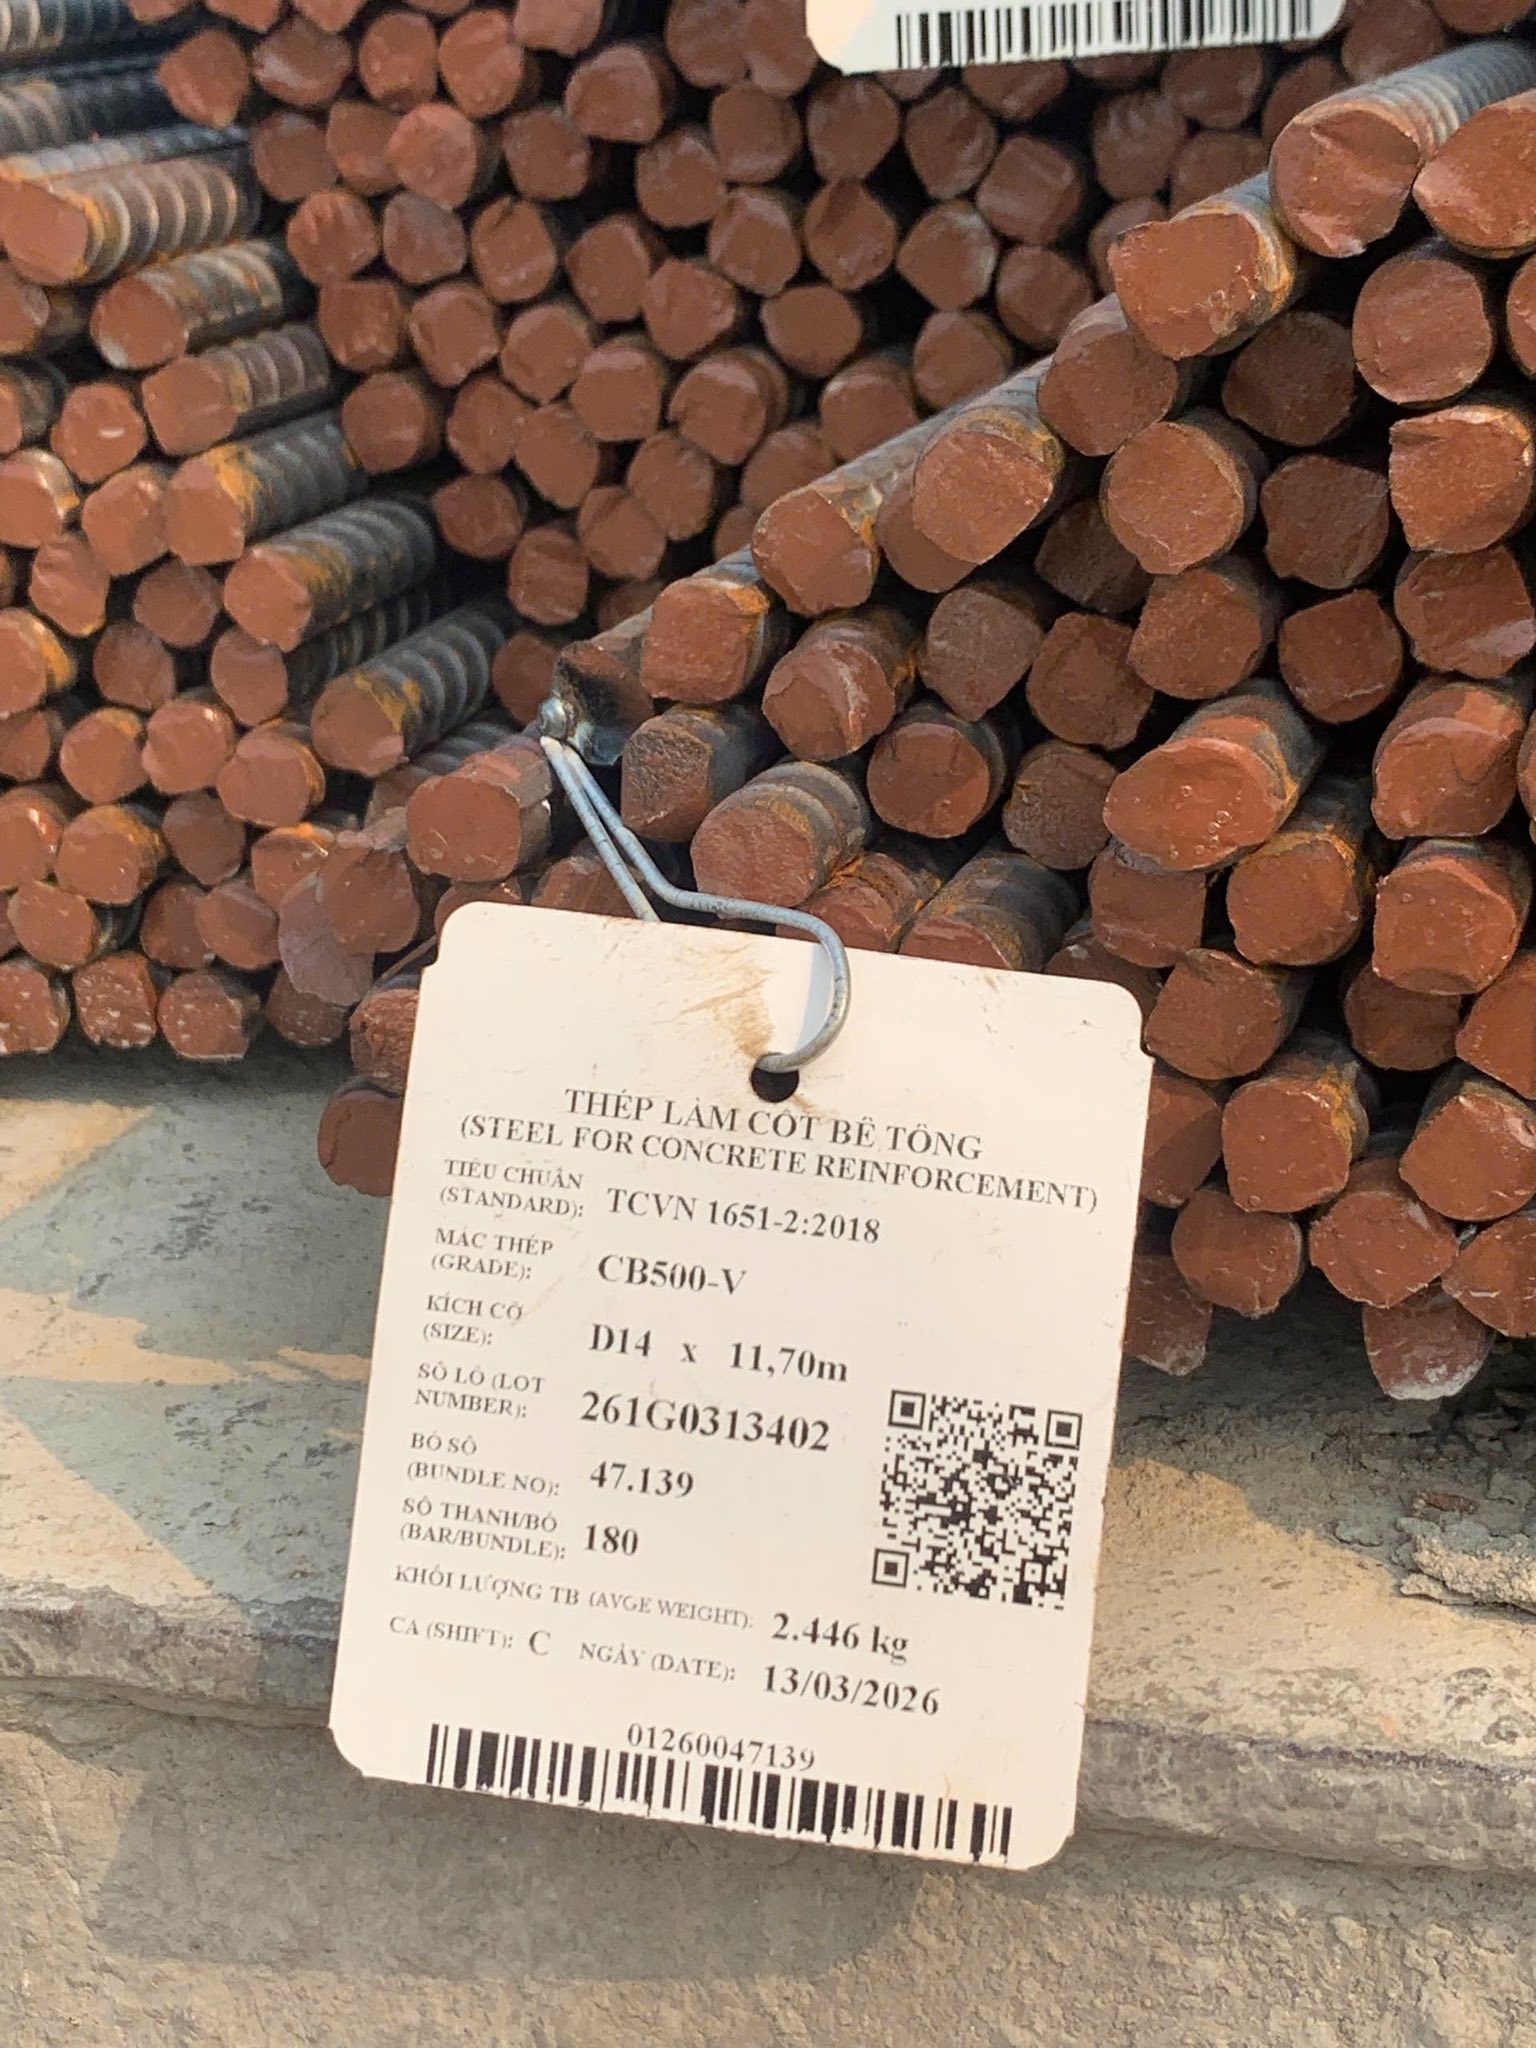 THÉP LÀM CỐT BÊ TÔNG
(STEEL FOR CONCRETE REINFORCEMENT)
TIÊU CHUẨN
(STANDARD): TCVN 1651-2:2018
MÁC THÉP
(GRADE): CB500-V
KÍCH CỠ
(SIZE): D14 x 11,70m
SỐ LÔ (LOT
NUMBER): 261G0313402
BÓ SỐ
(BUNDLE NO): 47.139
SỐ THANH/BÓ
(BAR/BUNDLE): 180
KHỐI LƯỢNG TB (AVGE WEIGHT): 2.446 kg
CA (SHIFT): C NGÀY (DATE): 13/03/2026
01260047139